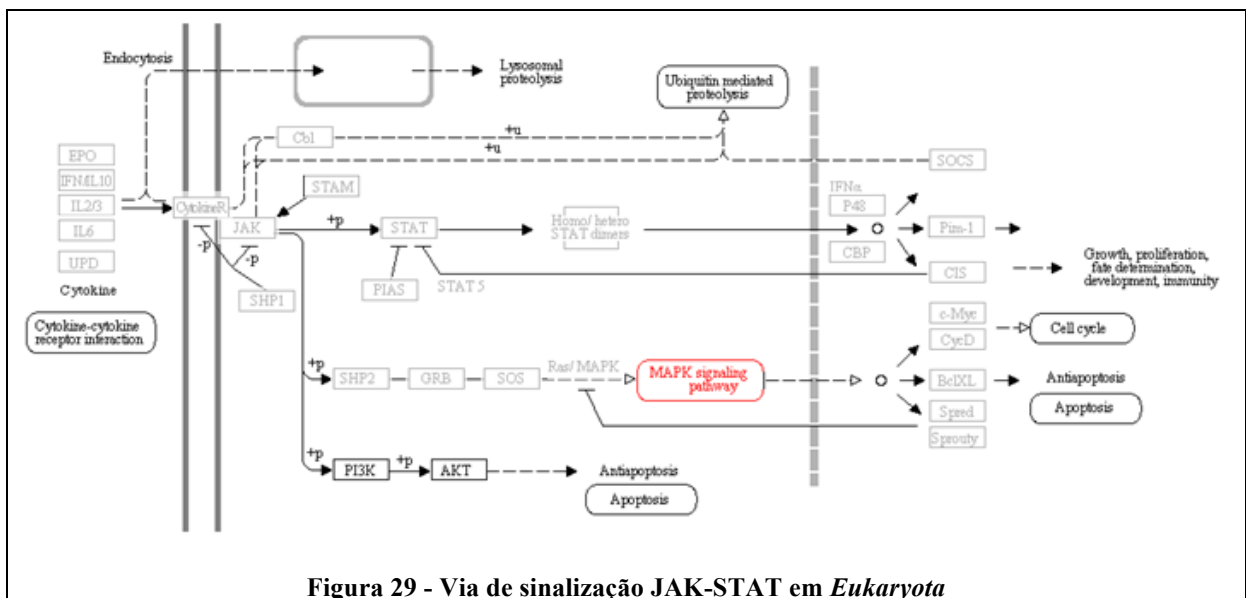 Endocytosis
Lysosomal
proteolysis
Ubiquitin mediated
proteolysis
Cbl
+u
+u
EPO
IFN/IL10
IL2/3
IL6
UPD
Cytokine
Cytokine-cytokine
receptor interaction
CytokineR
JAK
STAM
-p
-p
SHP1
+p
STAT
PIAS
STAT5
Homo/hetero
STAT dimers
IFNα
P48
CBP
SOCS
Pim-1
CIS
Growth, proliferation,
fate determination,
development, immunity
c-Myc
CycD
Cell cycle
+p
SHP2
GRB
SOS
Ras/MAPK
MAPK signaling
pathway
BclXL
Antiapoptosis
Apoptosis
Spred
Sprouty
+p
PI3K
+p
AKT
Antiapoptosis
Apoptosis
Figura 29 - Via de sinalização JAK-STAT em Eukaryota